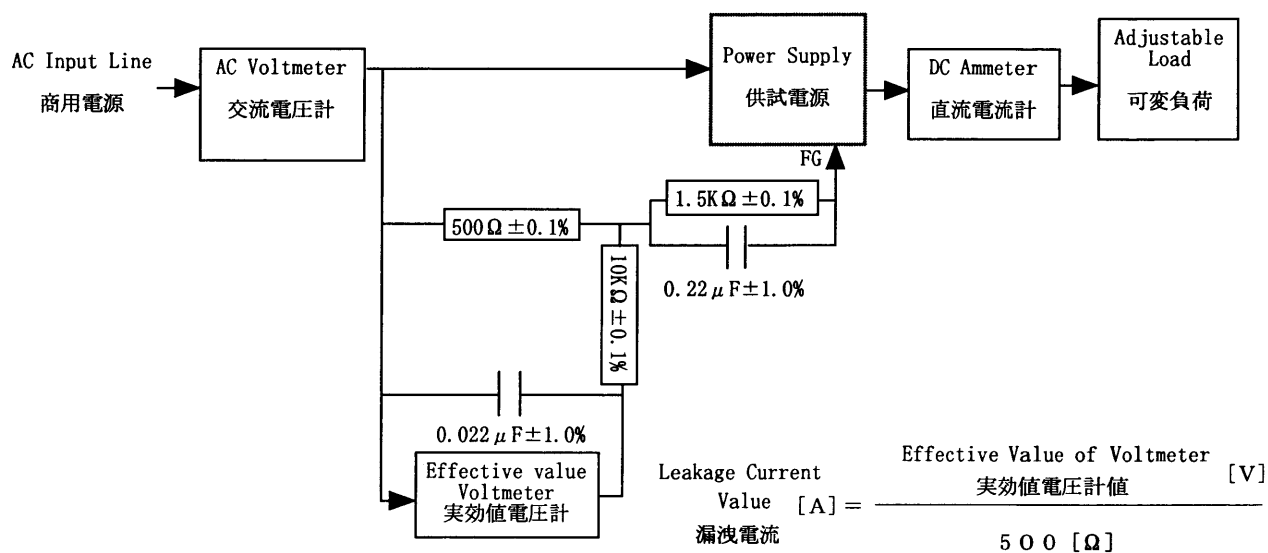 AC Input Line
商用電源
AC Voltmeter
交流電圧計
Power Supply
供試電源
DC Ammeter
直流電流計
Adjustable
Load
可変負荷
FG
1.5KΩ±0.1%
500Ω±0.1%
10KΩ±0.1%
0.22μF±1.0%
0.022μF±1.0%
Effective value
Voltmeter
実効値電圧計
Leakage Current
Value [A] =
漏洩電流
Effective Value of Voltmeter
実効値電圧計値 [V]
500 [Ω]